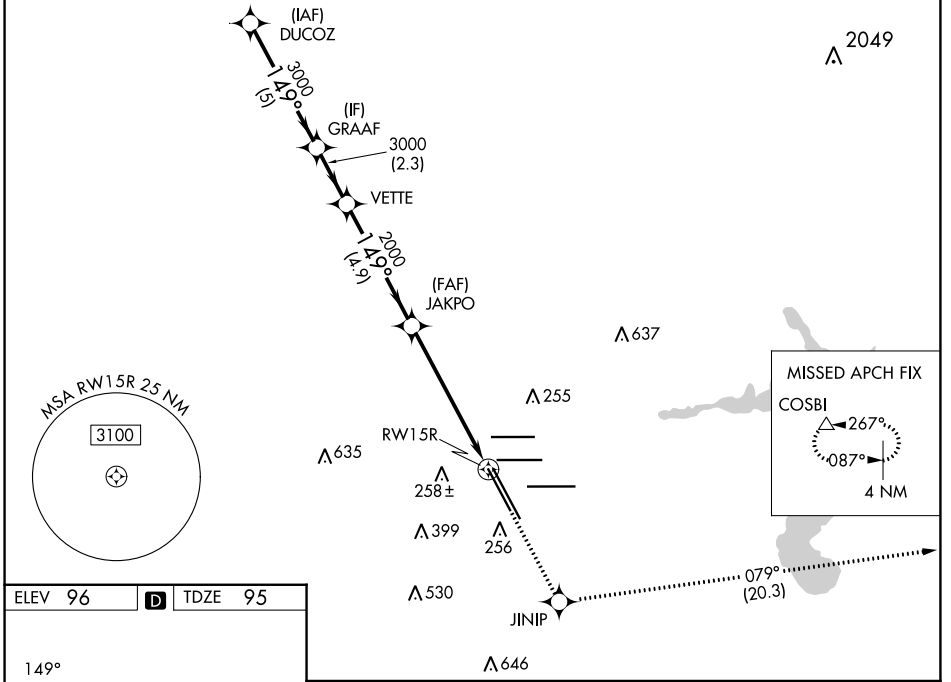 (IAF)
DUCOZ
2049
3000
149°
(5)
(IF)
GRAAF
3000
(2.3)
VETTE
2000
149°
(4.9)
(FAF)
JAKPO
637
MISSED APCH FIX
COSBI
267°
087°
4 NM
MSA RW15R 25 NM
3100
255
RW15R
635
258±
399
256
530
079°
(20.3)
JINIP
646
ELEV 96
D
TDZE 95
149°